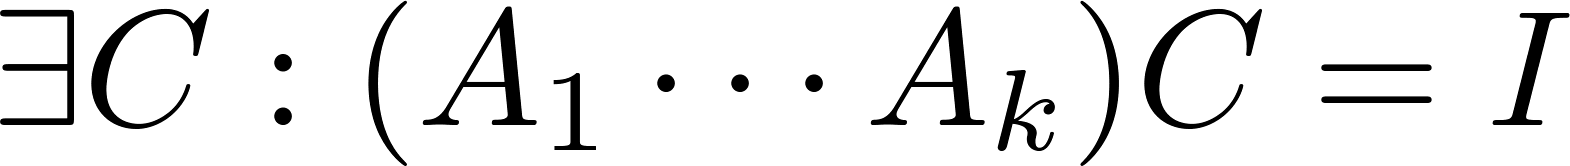 ∃C : (A₁ ··· Aₖ)C = I